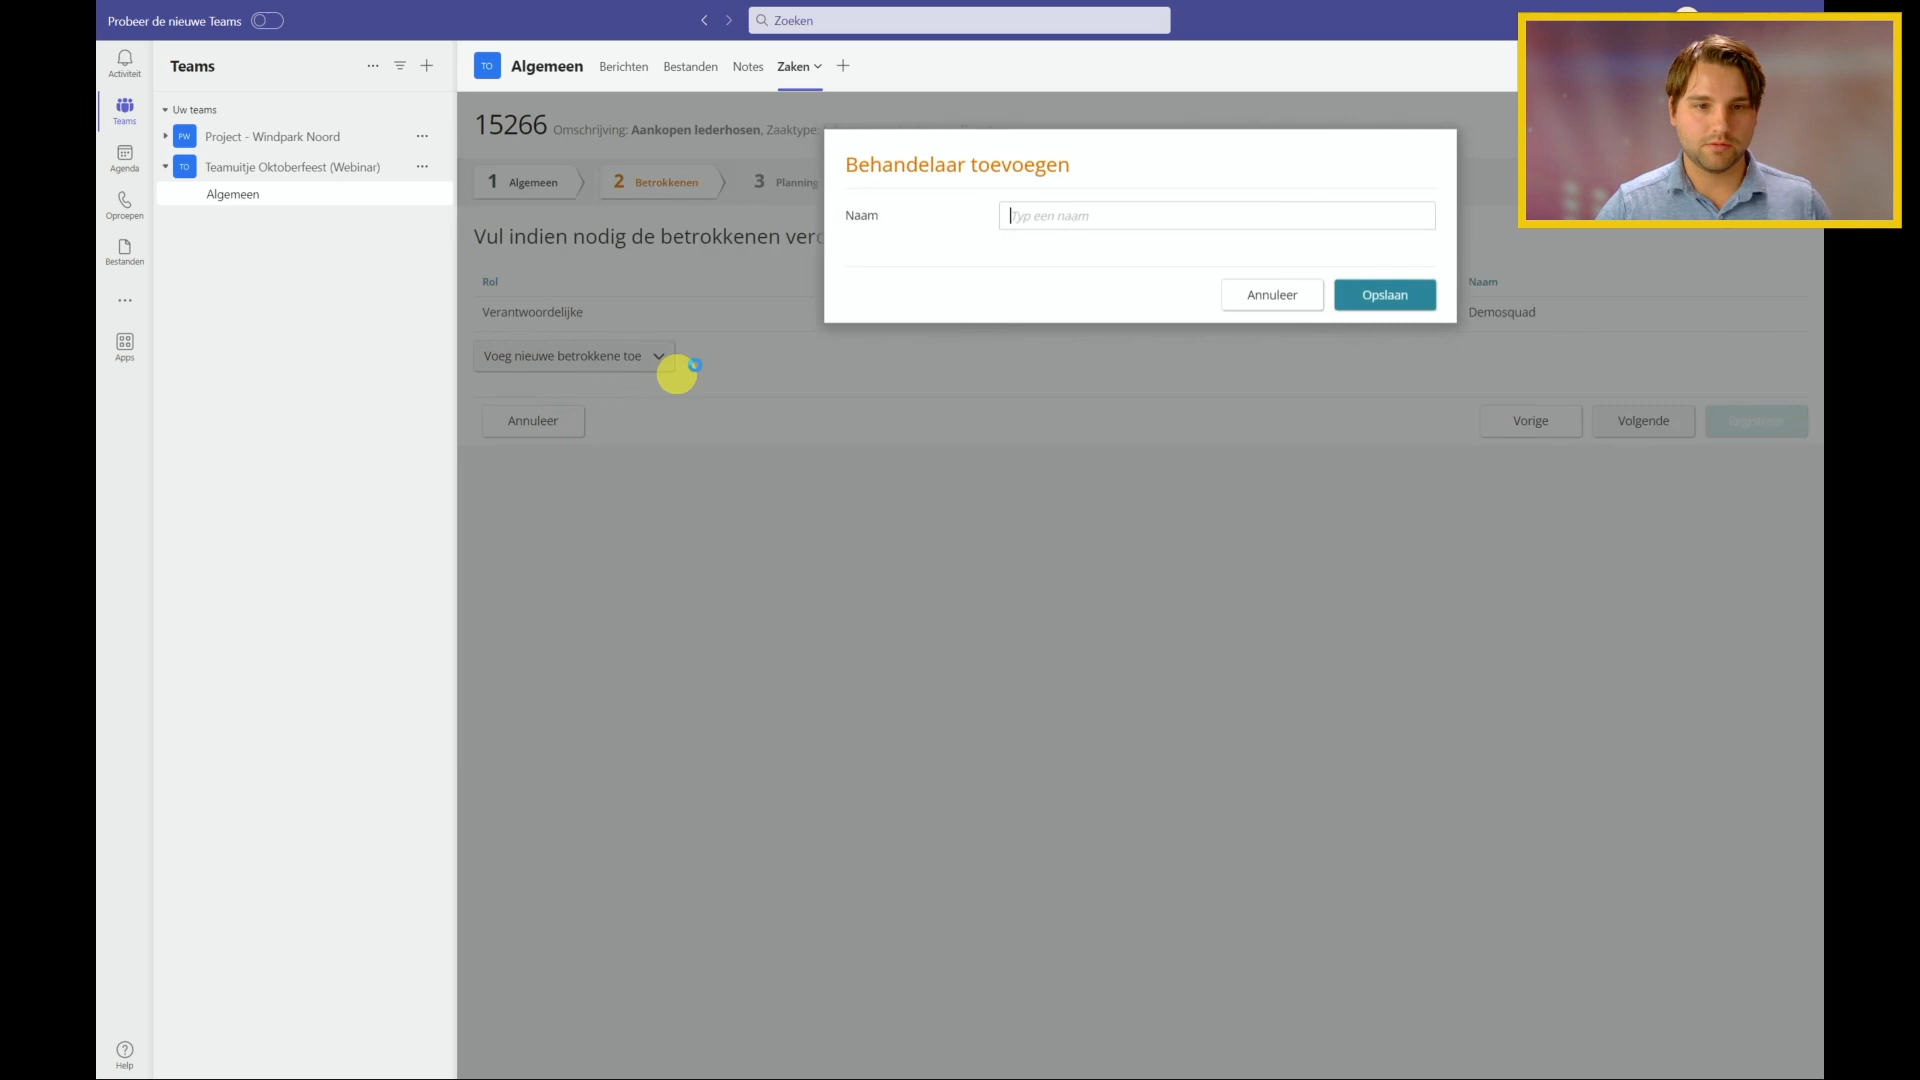 Probeer de nieuwe Teams
Zoeken
Activiteit
Teams
Agenda
Oproepen
Bestanden
Apps
Help
Teams
Uw teams
PW Project - Windpark Noord
TO Teamuitje Oktoberfeest (Webinar)
Algemeen
TO Algemeen Berichten Bestanden Notes Zaken
15266 Omschrijving: Aankopen lederhosen, Zaaktype:
1 Algemeen 2 Betrokkenen 3 Planning
Vul indien nodig de betrokkenen
Rol Naam
Verantwoordelijke Demosquad
Voeg nieuwe betrokkene toe
Annuleer Vorige Volgende
Behandelaar toevoegen
Naam Typ een naam
Annuleer Opslaan